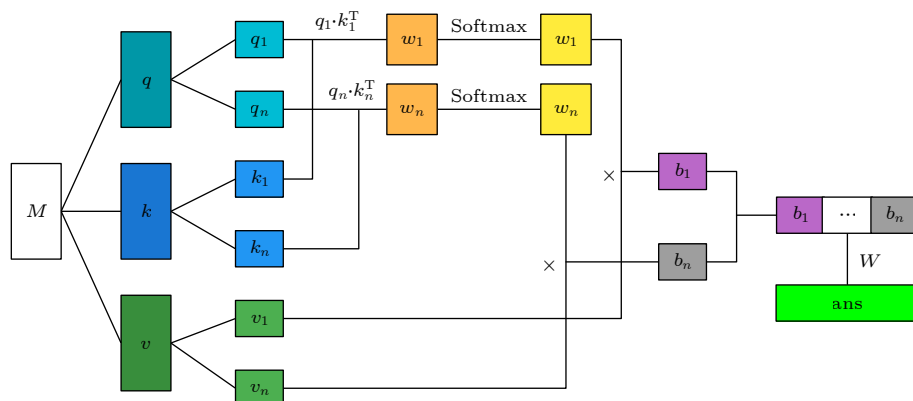 q₁·k₁ᵀ Softmax
q₁ w₁ w₁
q
qₙ·kₙᵀ Softmax
qₙ wₙ wₙ
k₁ × b₁
M k b₁ ... bₙ
kₙ × bₙ W
v₁ ans
v
vₙ